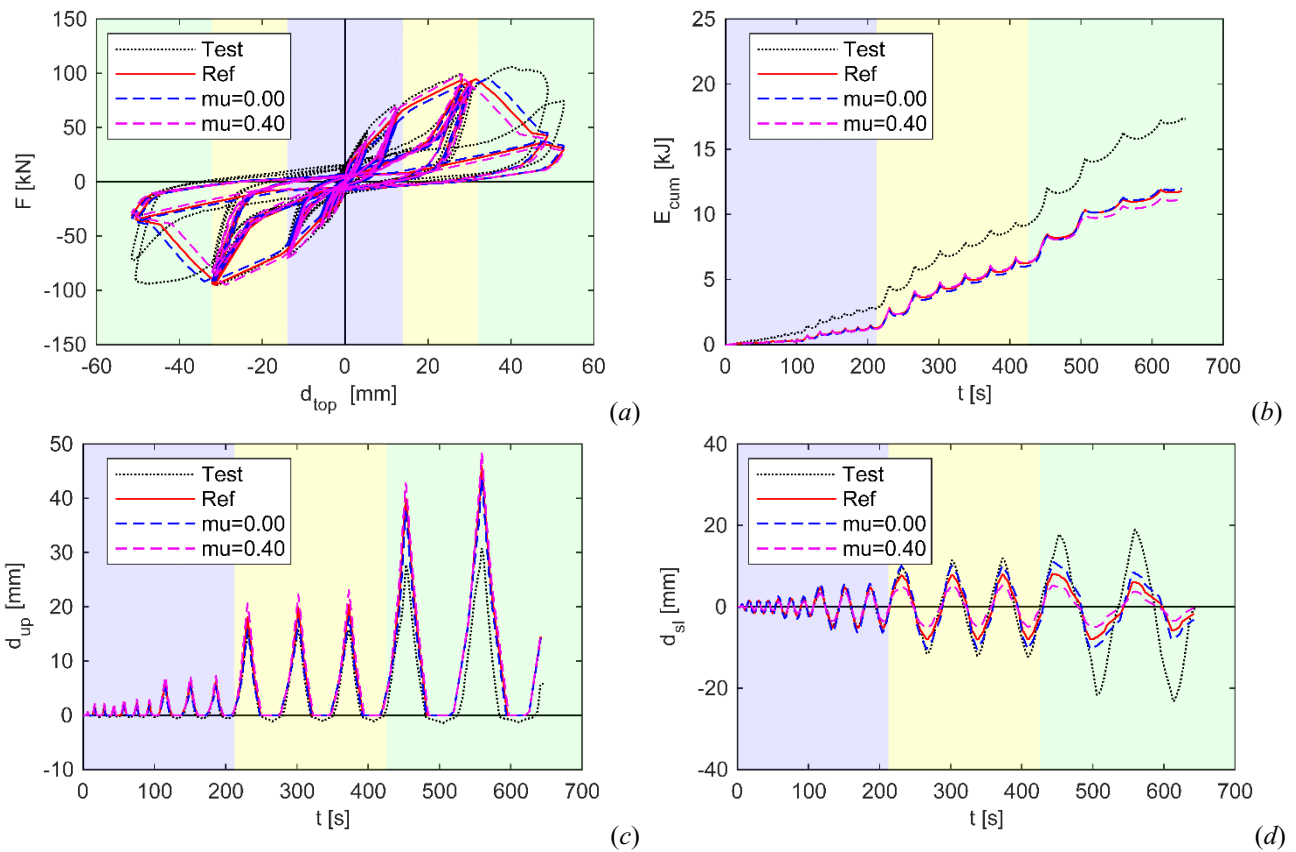 150
100
50
0
-50
-100
-150
F [kN]
Test
Ref
mu=0.00
mu=0.40
-60 -40 -20 0 20 40 60
d_top [mm]
(a)
25
20
15
10
5
0
E_cum [kJ]
Test
Ref
mu=0.00
mu=0.40
0 100 200 300 400 500 600 700
t [s]
(b)
50
40
30
20
10
0
-10
d_up [mm]
Test
Ref
mu=0.00
mu=0.40
0 100 200 300 400 500 600 700
t [s]
(c)
40
20
0
-20
-40
d_sl [mm]
Test
Ref
mu=0.00
mu=0.40
0 100 200 300 400 500 600 700
t [s]
(d)